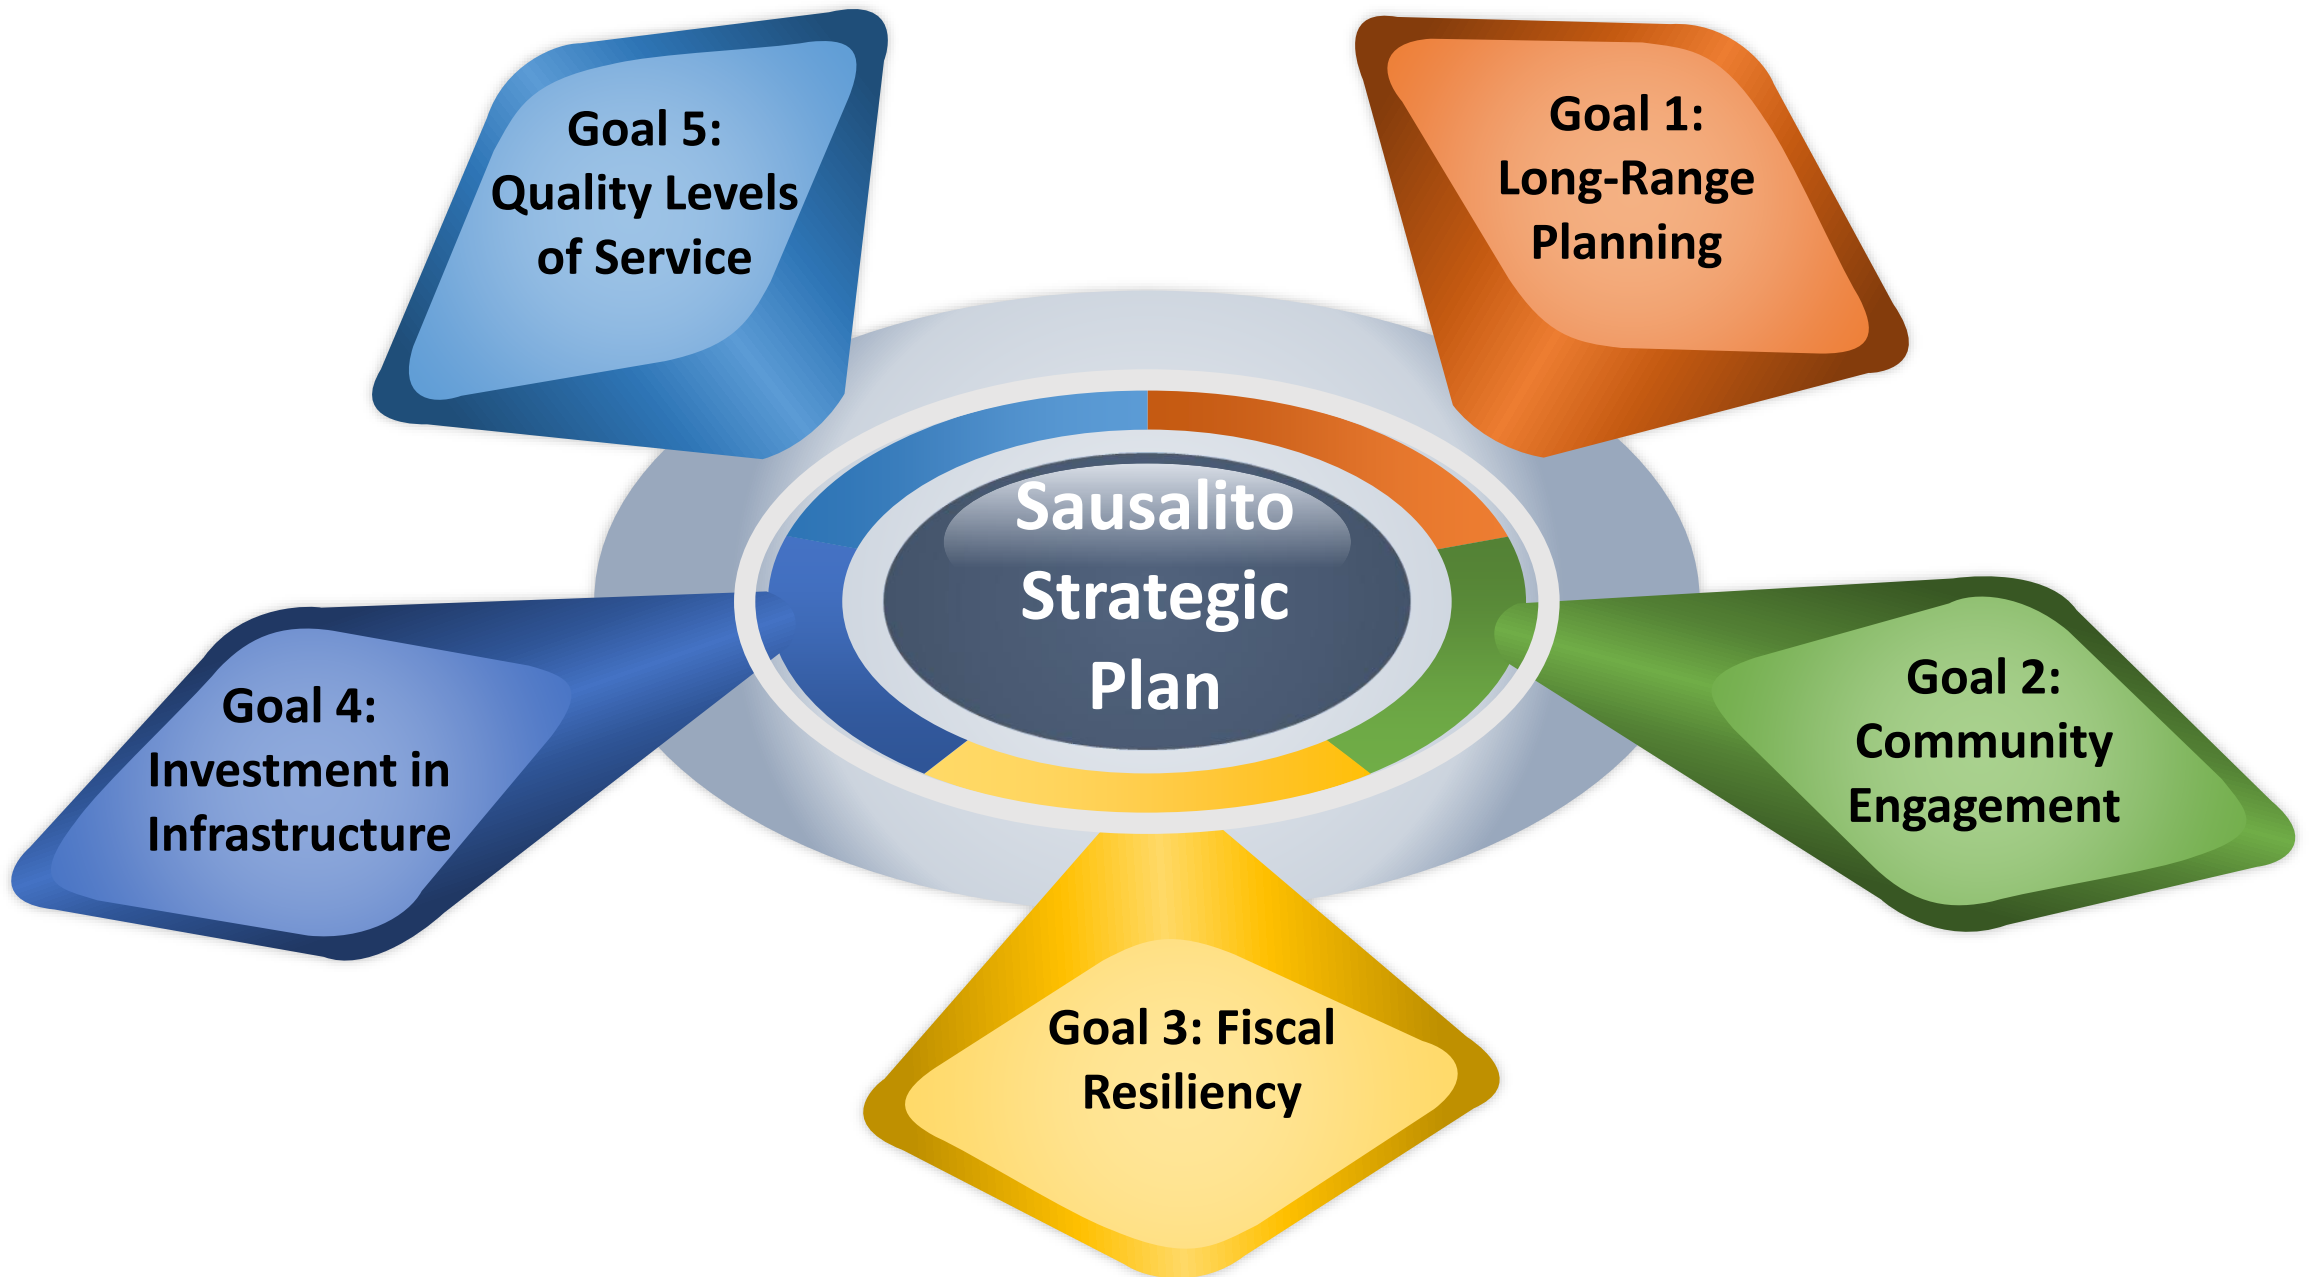 Goal 5:
Quality Levels
of Service
Goal 1:
Long-Range
Planning
Sausalito
Strategic
Plan
Goal 4:
Investment in
Infrastructure
Goal 2:
Community
Engagement
Goal 3: Fiscal
Resiliency